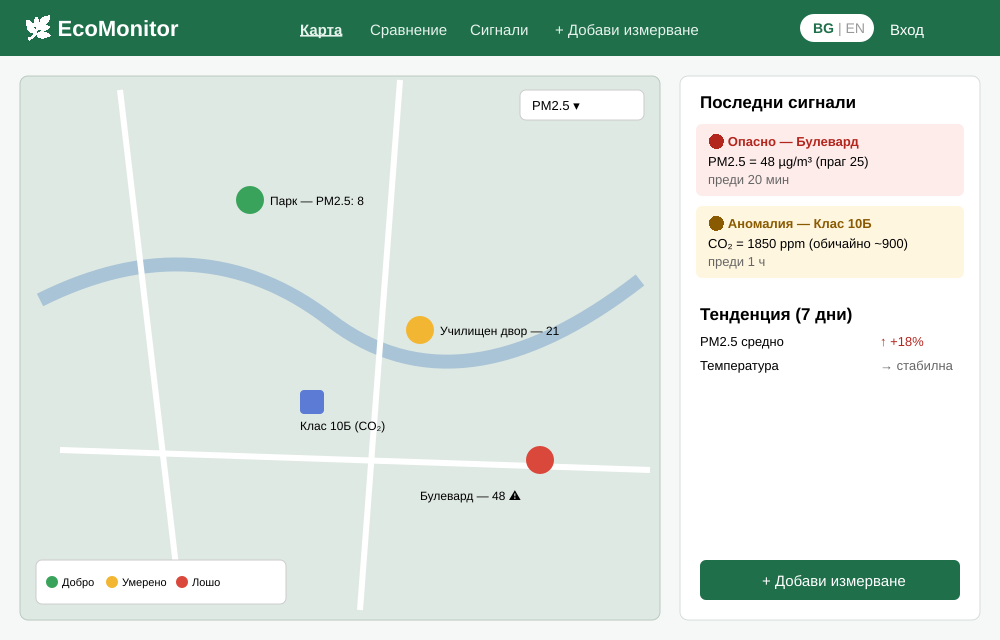 EcoMonitor
Карта Сравнение Сигнали + Добави измерване
BG | EN Вход
PM2.5 ▾
Парк — PM2.5: 8
Училищен двор — 21
Клас 10Б (CO₂)
Булевард — 48 ⚠
Добро Умерено Лошо
Последни сигнали
Опасно — Булевард
PM2.5 = 48 µg/m³ (праг 25)
преди 20 мин
Аномалия — Клас 10Б
CO₂ = 1850 ppm (обичайно ~900)
преди 1 ч
Тенденция (7 дни)
PM2.5 средно ↑ +18%
Температура → стабилна
+ Добави измерване